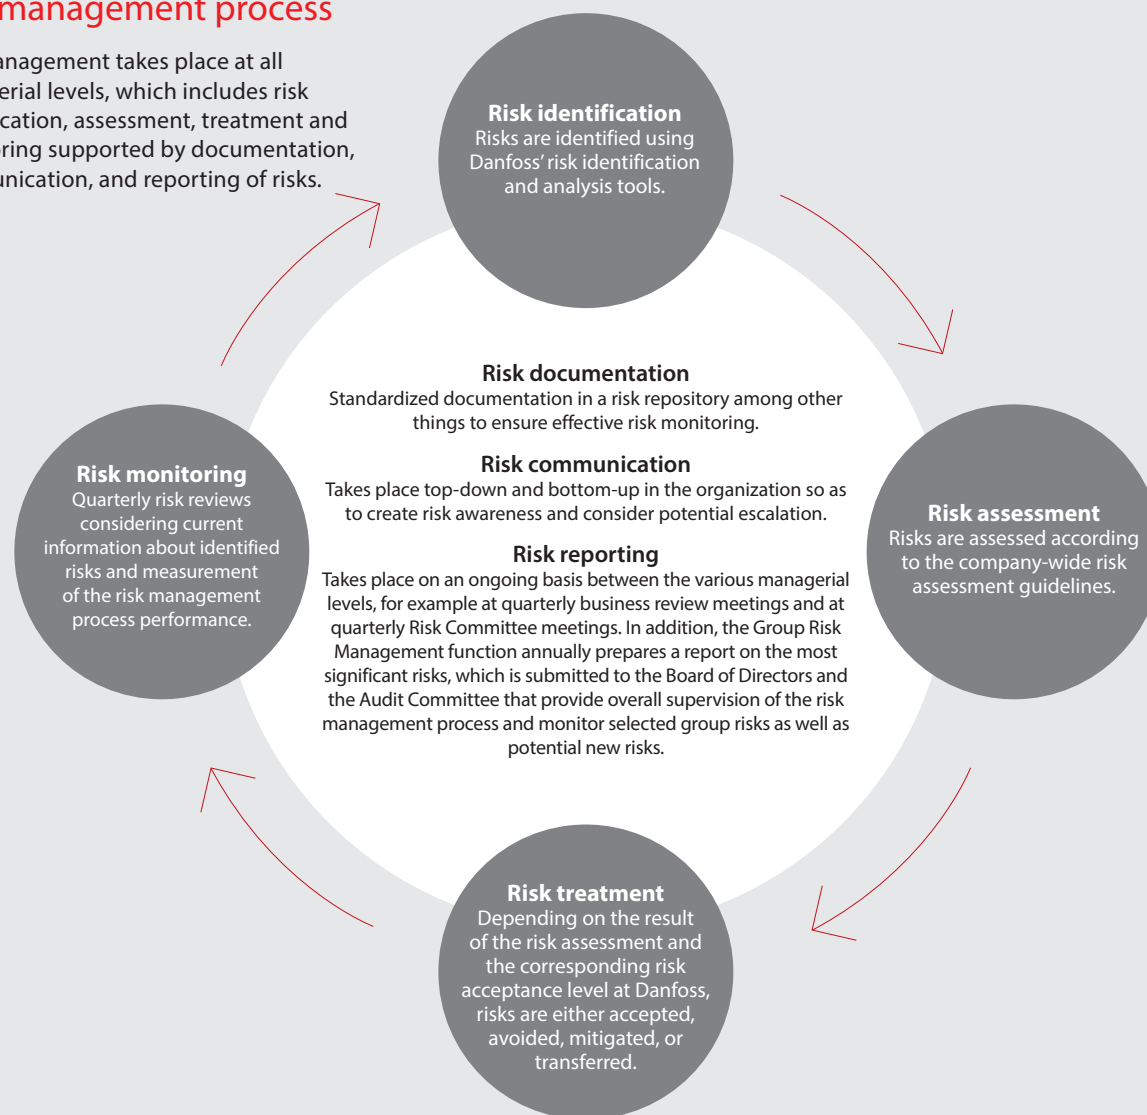 management process
anagement takes place at all
erial levels, which includes risk
cation, assessment, treatment and
ring supported by documentation,
unication, and reporting of risks.
Risk identification
Risks are identified using
Danfoss’ risk identification
and analysis tools.
Risk documentation
Standardized documentation in a risk repository among other
things to ensure effective risk monitoring.
Risk communication
Takes place top-down and bottom-up in the organization so as
to create risk awareness and consider potential escalation.
Risk reporting
Takes place on an ongoing basis between the various managerial
levels, for example at quarterly business review meetings and at
quarterly Risk Committee meetings. In addition, the Group Risk
Management function annually prepares a report on the most
significant risks, which is submitted to the Board of Directors and
the Audit Committee that provide overall supervision of the risk
management process and monitor selected group risks as well as
potential new risks.
Risk monitoring
Quarterly risk reviews
considering current
information about identified
risks and measurement
of the risk management
process performance.
Risk assessment
Risks are assessed according
to the company-wide risk
assessment guidelines.
Risk treatment
Depending on the result
of the risk assessment and
the corresponding risk
acceptance level at Danfoss,
risks are either accepted,
avoided, mitigated, or
transferred.